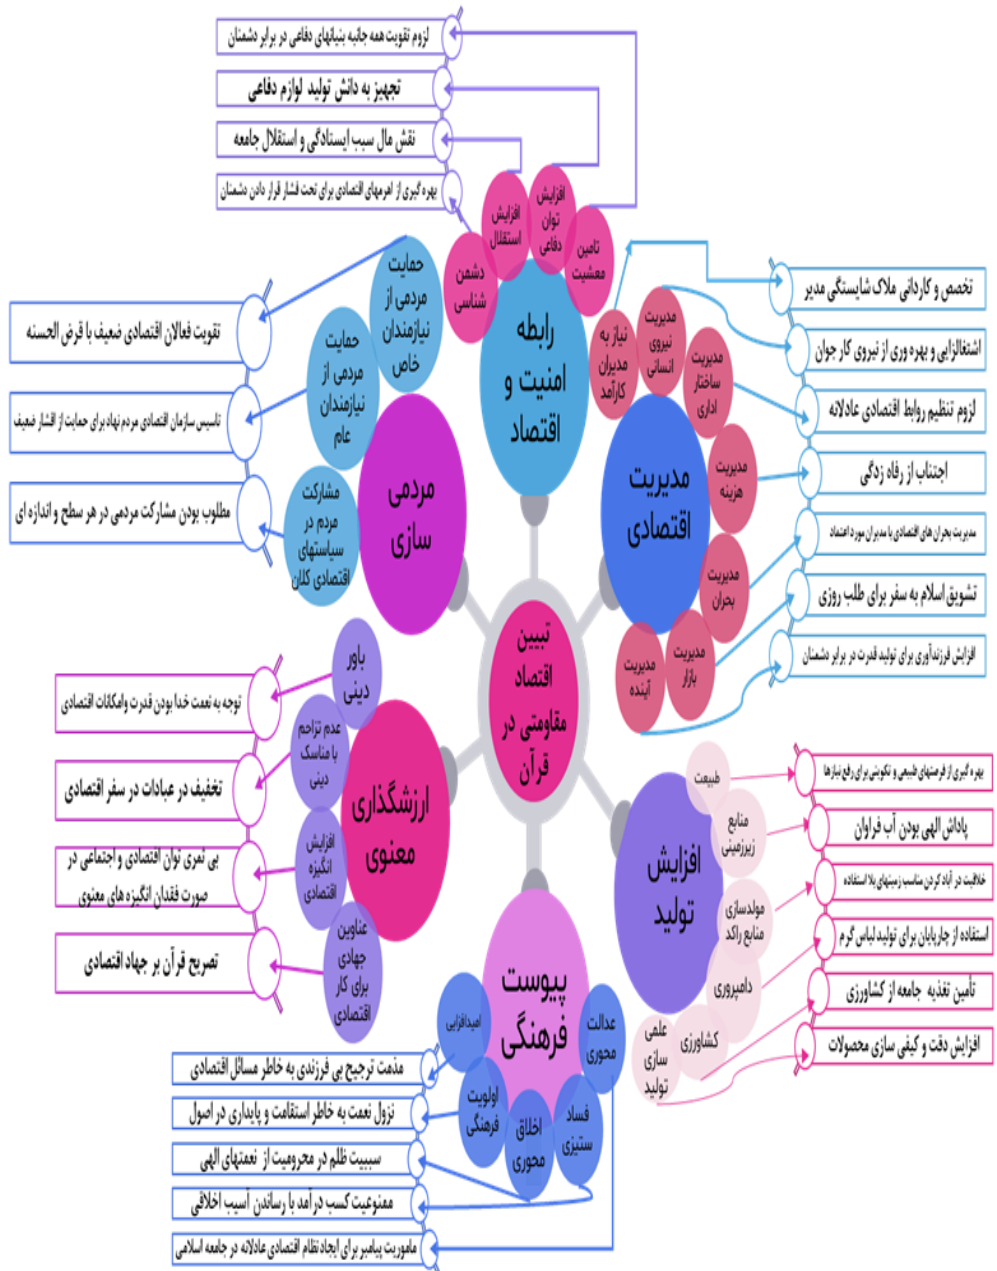 لزوم تقویت همه جانبه بنیانهای دفاعی در برابر دشمنان
تجهیز به دانش تولید لوازم دفاعی
نقش مال سبب ایستادگی و استقلال جامعه
بهره گیری از اهرمهای اقتصادی برای تحت فشار قرار دادن دشمنان
تامین
معشیت
افزایش
توان
دفاعی
افزایش
استقلال
دشمن
شناسی
رابطه
امنیت و
اقتصاد
تخصص و کاردانی ملاک شایستگی مدیر
اشتغالزایی و بهره وری از نیروی کار جوان
لزوم تنظیم روابط اقتصادی عادلانه
اجتناب از رفاه زدگی
مدیریت بحران های اقتصادی با مدیران مورد اعتماد
تشویق اسلام به سفر برای طلب روزی
افزایش فرزندآوری برای تولید قدرت در برابر دشمنان
نیاز به
مدیران
کارآمد
مدیریت
نیروی
انسانی
مدیریت
ساختار
اداری
مدیریت
هزینه
مدیریت
بحران
مدیریت
بازار
مدیریت
آینده
مدیریت
اقتصادی
حمایت
مردمی از
نیازمندان
خاص
حمایت
مردمی از
نیازمندان
عام
مشارکت
مردم در
سیاستهای
اقتصادی کلان
مردمی
سازی
تقویت فعالان اقتصادی ضعیف با قرض الحسنه
تاسیس سازمان اقتصادی مردم نهاد برای حمایت از اقشار ضعیف
مطلوب بودن مشارکت مردمی در هر سطح و اندازه ای
تبیین
اقتصاد
مقاومتی در
قرآن
باور
دینی
عدم تزاحم
با مناسک
دینی
افزایش
انگیزه
اقتصادی
عناوین
جهادی
برای کار
اقتصادی
ارزشگذاری
معنوی
توجه به نعمت خدا بودن قدرت وامکانات اقتصادی
تخفیف در عبادات در سفر اقتصادی
بی ثمری توان اقتصادی و اجتماعی در
صورت فقدان انگیزه های معنوی
تصریح قرآن بر جهاد اقتصادی
طبیعت
منابع
زیرزمینی
مولدسازی
منابع راکد
دامپروری
کشاورزی
علمی
سازی
تولید
افزایش
تولید
بهره گیری از فرصتهای طبیعی و تکوینی برای رفع نیازها
پاداش الهی بودن آب فراوان
خلاقیت در آباد کردن مناسب زمینهای بلا استفاده
استفاده از چارپایان برای تولید لباس گرم
تأمین تغذیه جامعه از کشاورزی
افزایش دقت و کیفی سازی محصولات
پیوست
فرهنگی
عدالت
محوری
فساد
ستیزی
اخلاق
محوری
اولویت
فرهنگی
امیدافزایی
مذمت ترجیح بی فرزندی به خاطر مسائل اقتصادی
نزول نعمت به خاطر استقامت و پایداری در اصول
سببیت ظلم در محرومیت از نعمتهای الهی
ممنوعیت کسب درآمد با رساندن آسیب اخلاقی
ماموریت پیامبر برای ایجاد نظام اقتصادی عادلانه در جامعه اسلامی